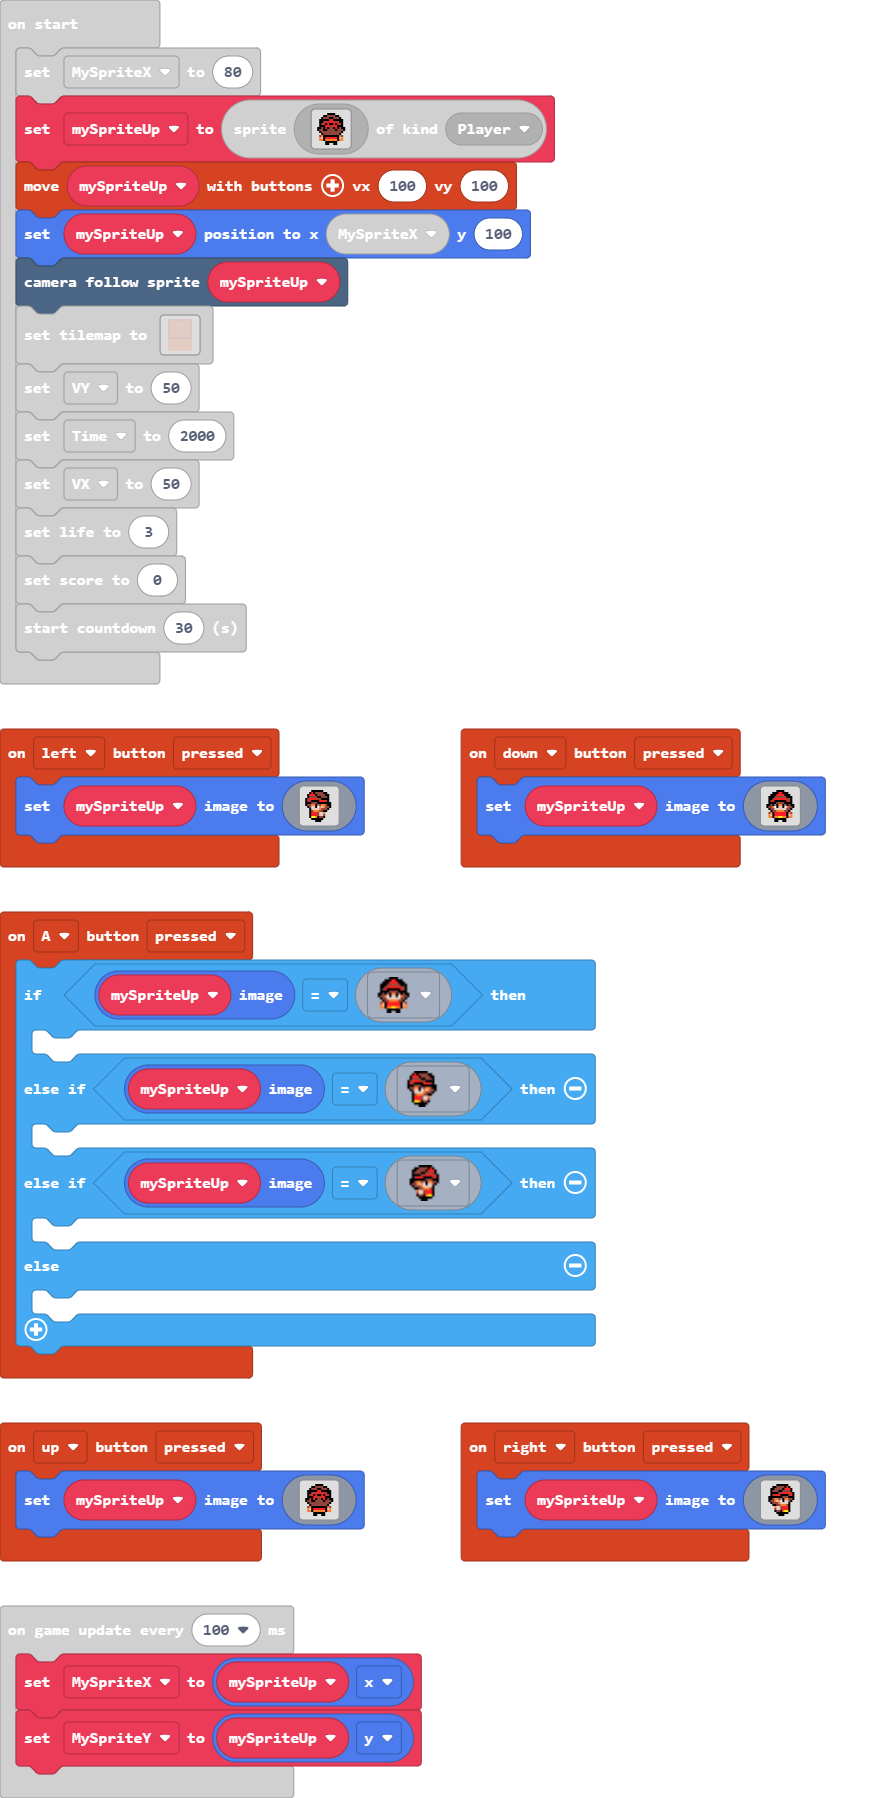 on start
set MySpriteX to 80
set mySpriteUp to sprite of kind Player
move mySpriteUp with buttons vx 100 vy 100
set mySpriteUp position to x MySpriteX y 100
camera follow sprite mySpriteUp
set tilemap to
set VY to 50
set Time to 2000
set VX to 50
set life to 3
set score to 0
start countdown 30 (s)
on left button pressed
set mySpriteUp image to
on down button pressed
set mySpriteUp image to
on A button pressed
if mySpriteUp image = then
else if mySpriteUp image = then
else if mySpriteUp image = then
else
on up button pressed
set mySpriteUp image to
on right button pressed
set mySpriteUp image to
on game update every 100 ms
set MySpriteX to mySpriteUp x
set MySpriteY to mySpriteUp y